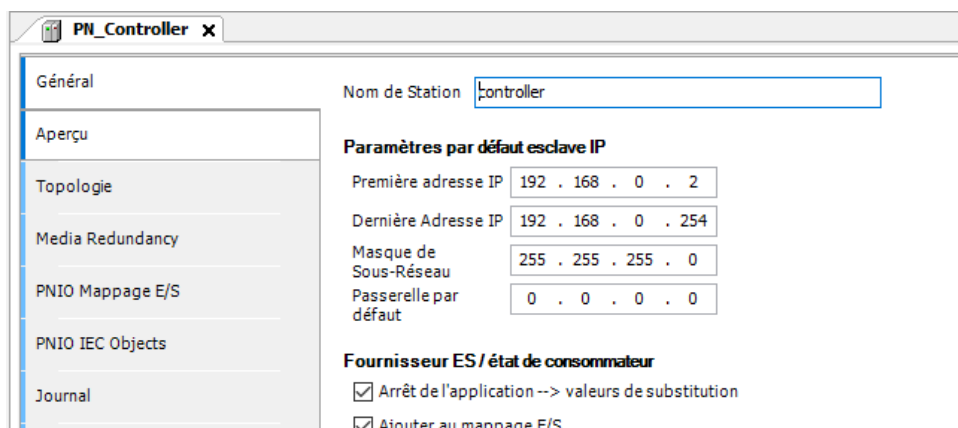 PN_Controller
Général
Nom de Station controller
Aperçu
Paramètres par défaut esclave IP
Première adresse IP 192 . 168 . 0 . 2
Topologie
Dernière Adresse IP 192 . 168 . 0 . 254
Media Redundancy
Masque de
Sous-Réseau 255 . 255 . 255 . 0
PNIO Mappage E/S
Passerelle par
défaut 0 . 0 . 0 . 0
PNIO IEC Objects
Fournisseur ES / état de consommateur
Journal
Arrêt de l'application --> valeurs de substitution
Ajouter au mappage E/S